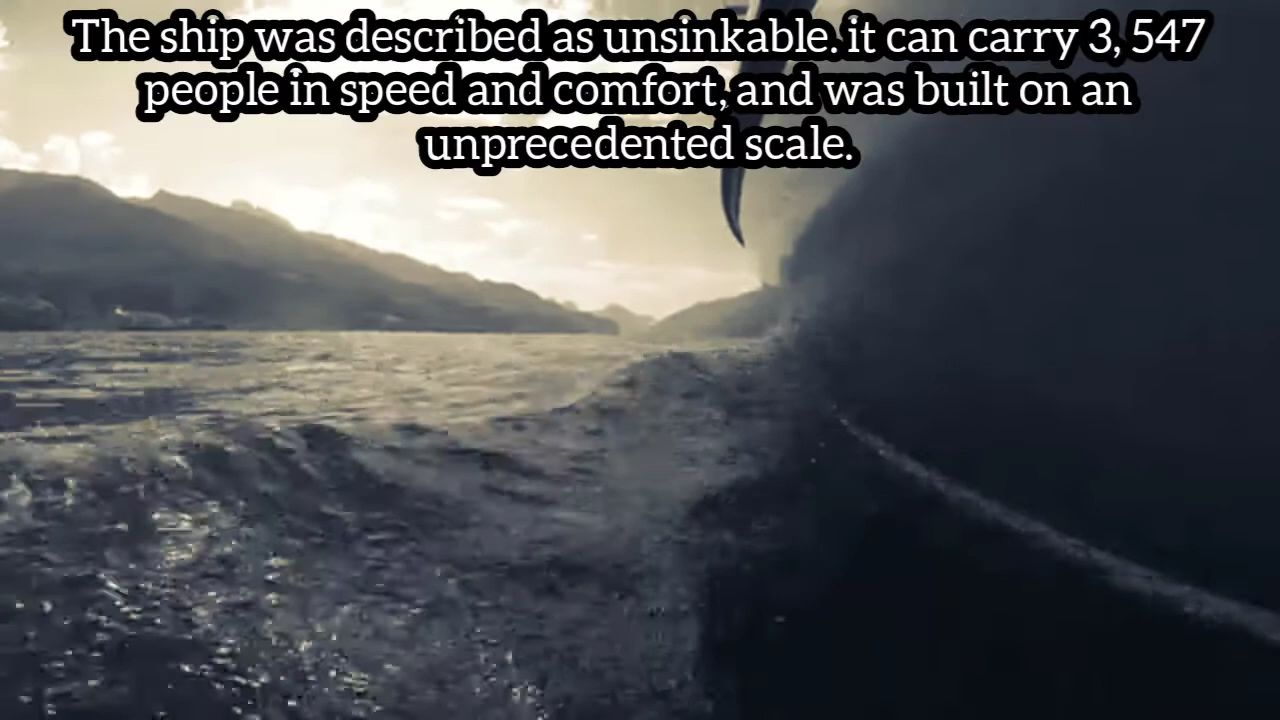 The ship was described as unsinkable. it can carry 3, 547
people in speed and comfort, and was built on an
unprecedented scale.